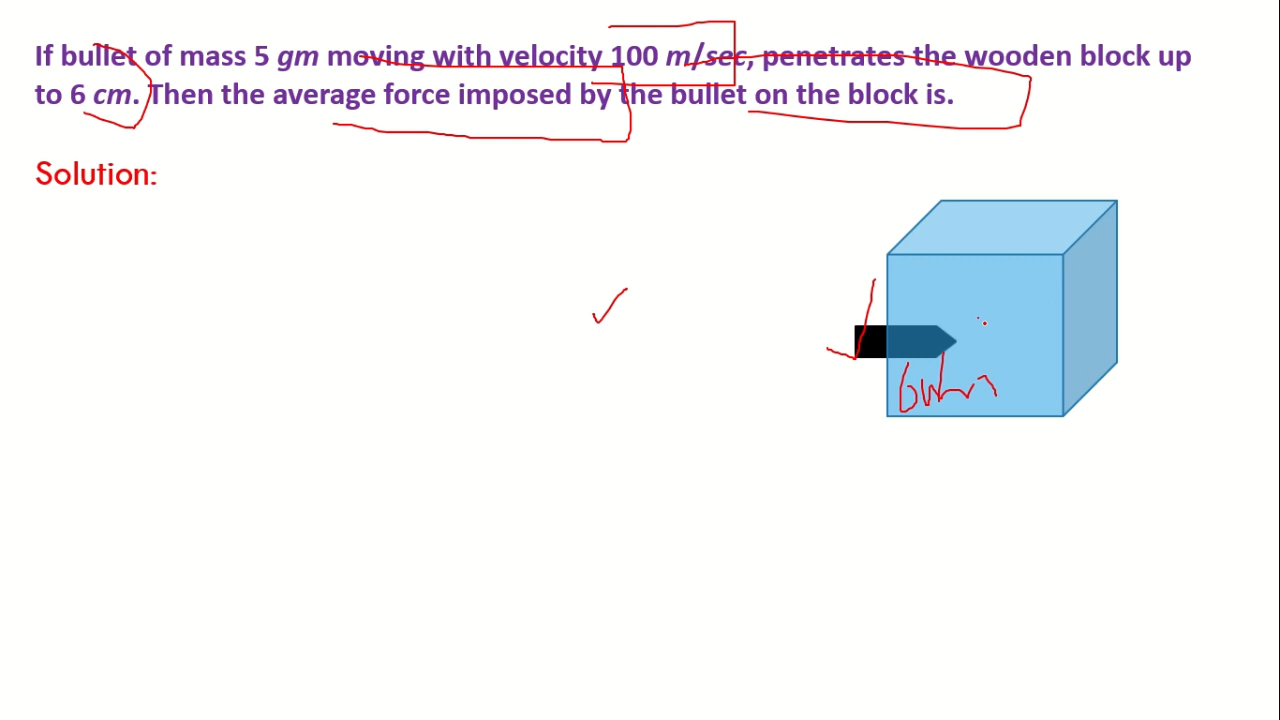 If bullet of mass 5 gm moving with velocity 100 m/sec, penetrates the wooden block up
to 6 cm. Then the average force imposed by the bullet on the block is.
Solution: